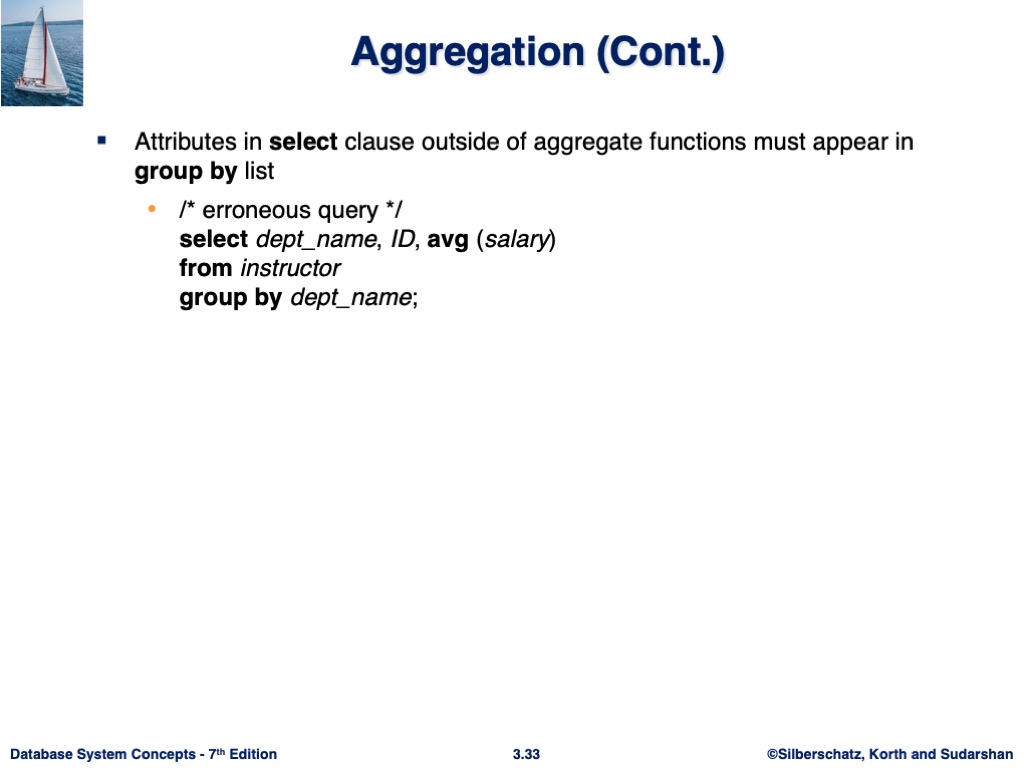 Aggregation (Cont.)
▪ Attributes in select clause outside of aggregate functions must appear in
group by list
• /* erroneous query */
select dept_name, ID, avg (salary)
from instructor
group by dept_name;
Database System Concepts - 7th Edition
3.33
©Silberschatz, Korth and Sudarshan